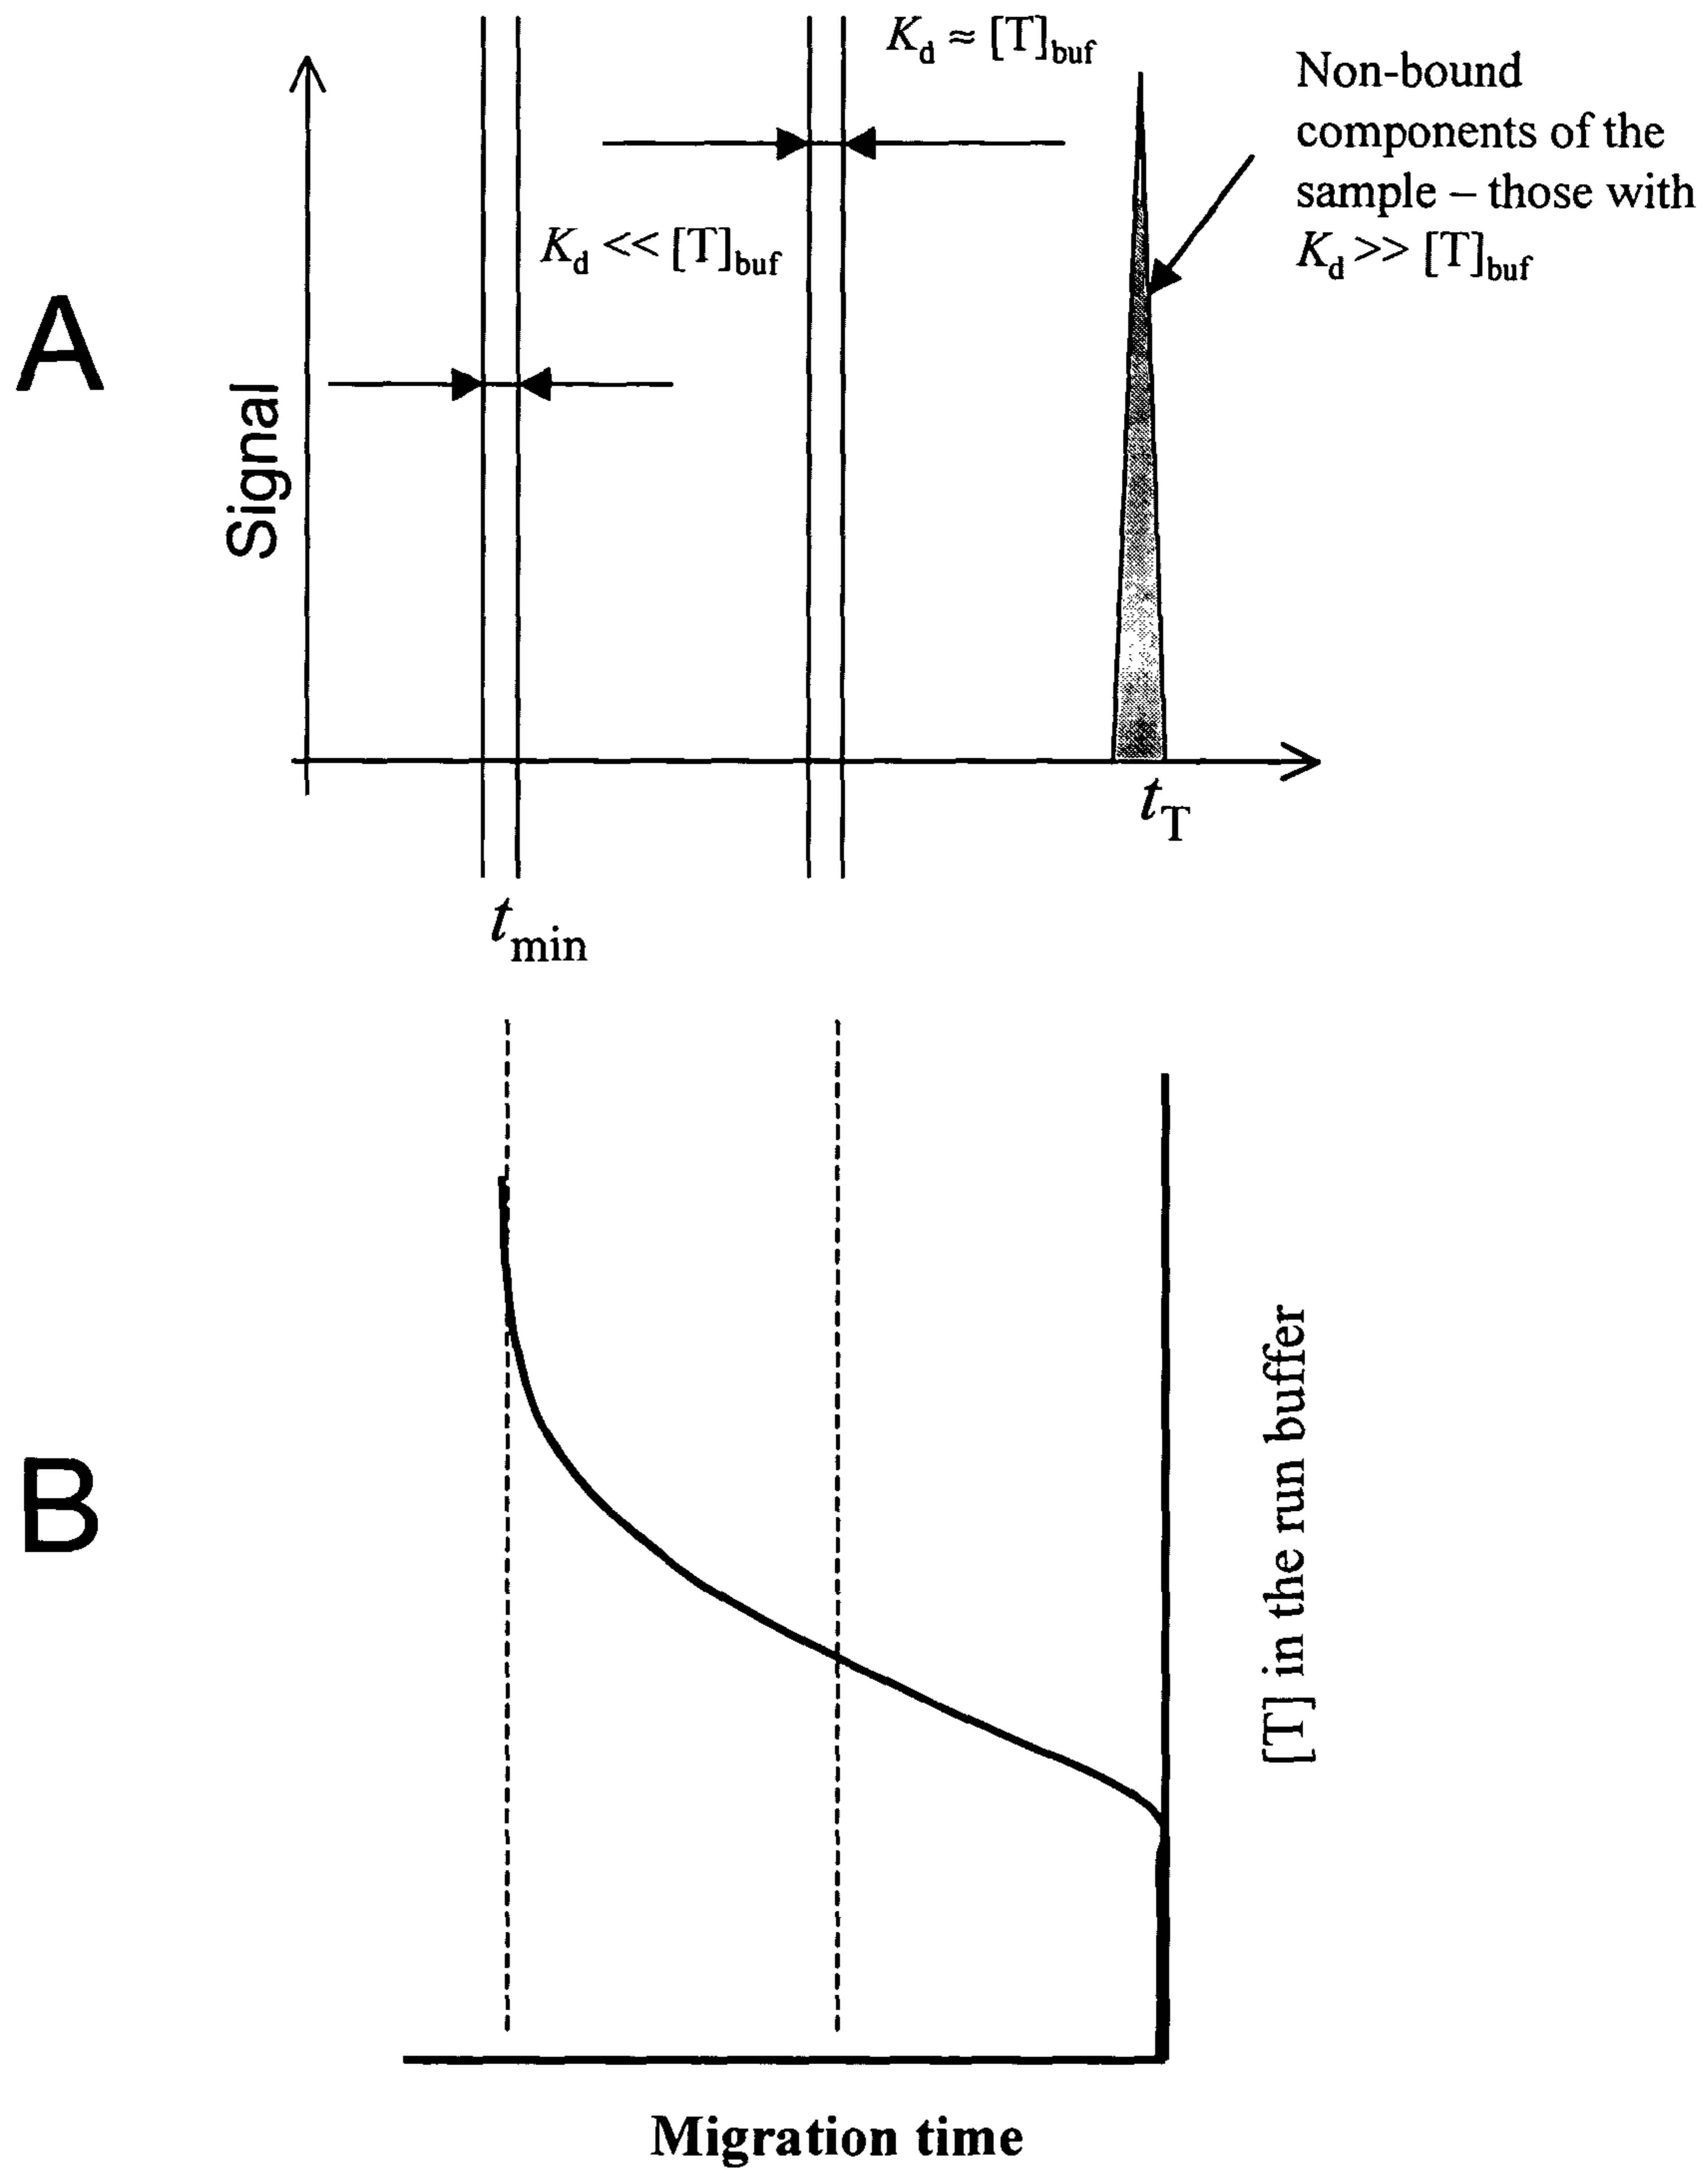 A
Signal
K_d ≈ [T]_buf
K_d << [T]_buf
Non-bound
components of the
sample – those with
K_d >> [T]_buf
t_T
t_min
B
[T] in the run buffer
Migration time